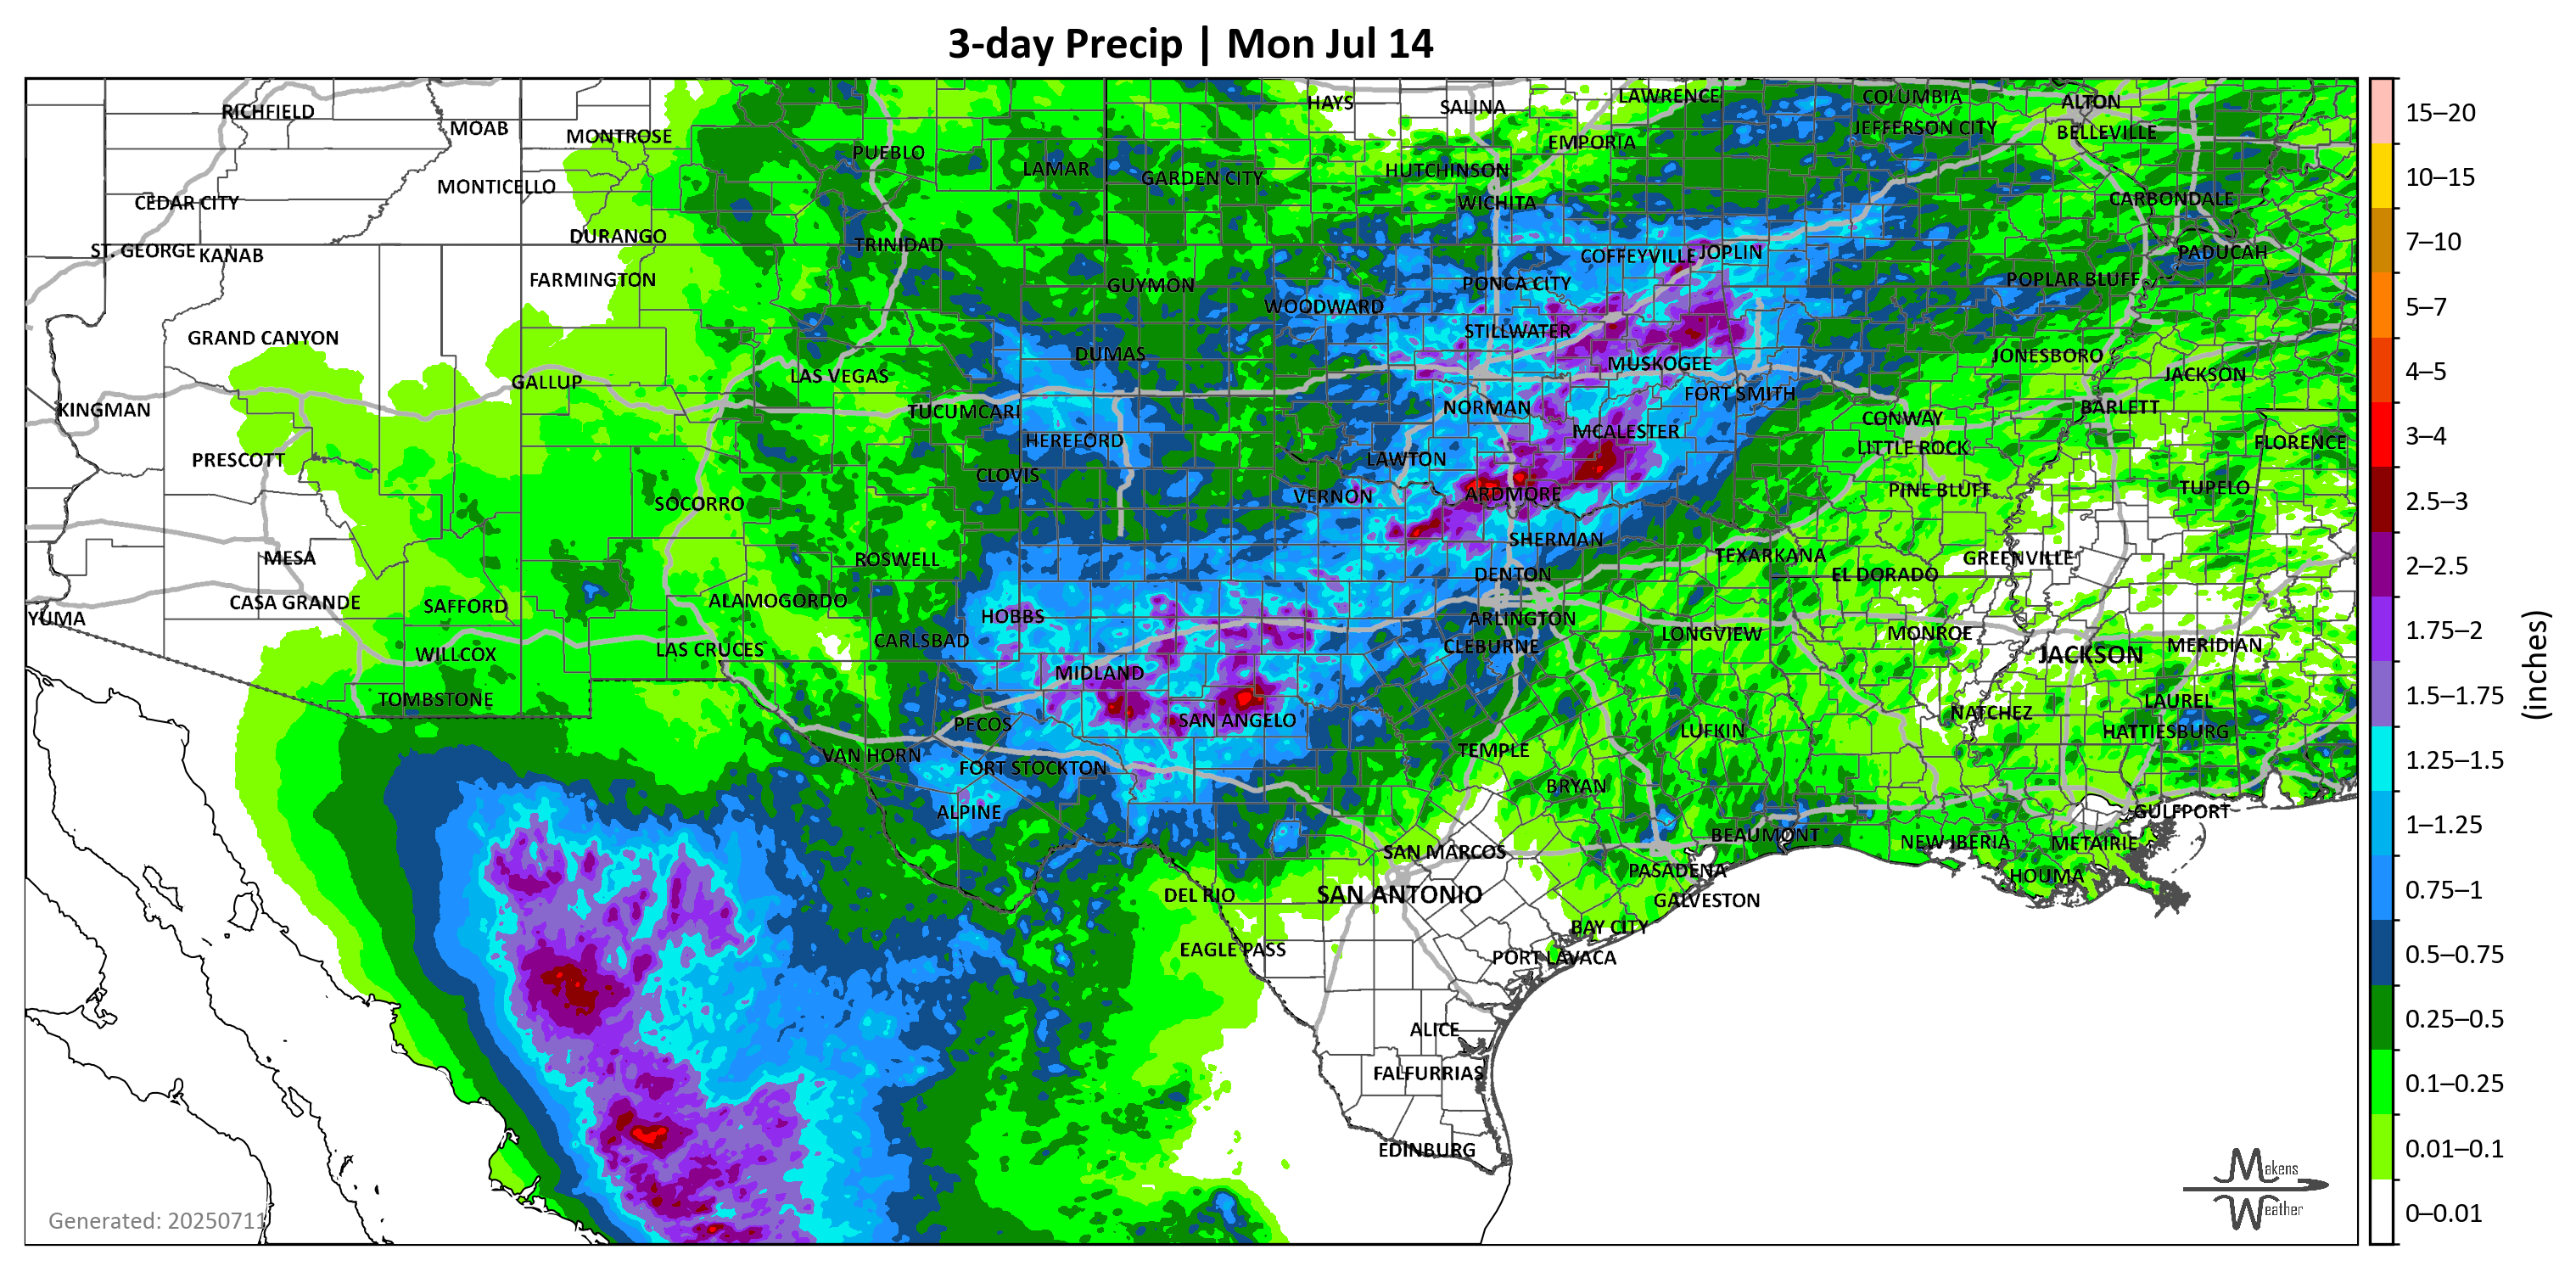 3-day Precip | Mon Jul 14
RICHFIELD
MOAB
MONTROSE
PUEBLO
LAMAR
GARDEN CITY
HAYS
SALINA
LAWRENCE
EMPORIA
HUTCHINSON
WICHITA
COLUMBIA
JEFFERSON CITY
ALTON
BELLEVILLE
CEDAR CITY
MONTICELLO
CARBONDALE
ST. GEORGE
KANAB
DURANGO
TRINIDAD
COFFEYVILLE
JOPLIN
PADUCAH
FARMINGTON
GUYMON
WOODWARD
PONCA CITY
POPLAR BLUFF
GRAND CANYON
DUMAS
STILLWATER
MUSKOGEE
JONESBORO
JACKSON
KINGMAN
GALLUP
LAS VEGAS
TUCUMCARI
NORMAN
FORT SMITH
CONWAY
BARLETT
PRESCOTT
HEREFORD
MCALESTER
LITTLE ROCK
FLORENCE
SOCORRO
CLOVIS
LAWTON
VERNON
ARDMORE
PINE BLUFF
TUPELO
MESA
ROSWELL
SHERMAN
TEXARKANA
GREENVILLE
YUMA
CASA GRANDE
SAFFORD
ALAMOGORDO
HOBBS
DENTON
ARLINGTON
EL DORADO
WILLCOX
LAS CRUCES
CARLSBAD
CLEBURNE
LONGVIEW
MONROE
JACKSON
MERIDIAN
TOMBSTONE
MIDLAND
PECOS
SAN ANGELO
LUFKIN
NATCHEZ
LAUREL
HATTIESBURG
VAN HORN
FORT STOCKTON
TEMPLE
BRYAN
ALPINE
SAN MARCOS
BEAUMONT
NEW IBERIA
GULFPORT
METAIRIE
DEL RIO
SAN ANTONIO
PASADENA
GALVESTON
HOUMA
EAGLE PASS
BAY CITY
PORT LAVACA
ALICE
FALFURRIAS
EDINBURG
Generated: 20250711
Makens
Weather
15–20
10–15
7–10
5–7
4–5
3–4
2.5–3
2–2.5
1.75–2
1.5–1.75
1.25–1.5
1–1.25
0.75–1
0.5–0.75
0.25–0.5
0.1–0.25
0.01–0.1
0–0.01
(inches)